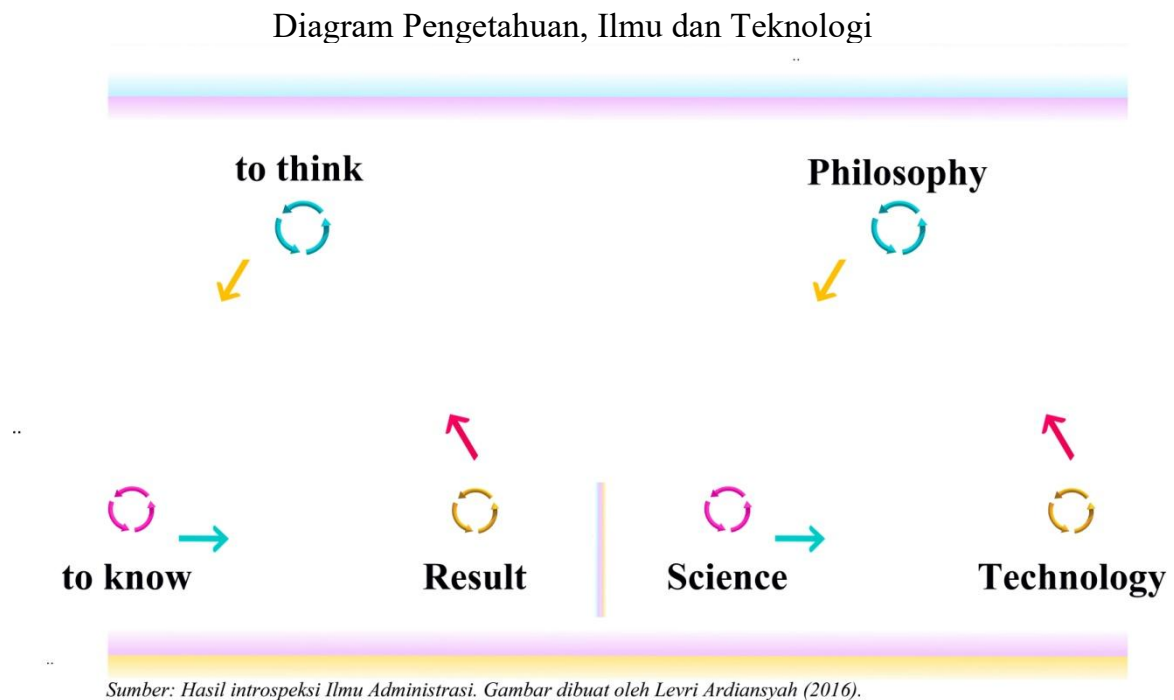 Diagram Pengetahuan, Ilmu dan Teknologi
..
to think
Philosophy
..
to know
Result
Science
Technology
..
Sumber: Hasil introspeksi Ilmu Administrasi. Gambar dibuat oleh Levri Ardiansyah (2016).